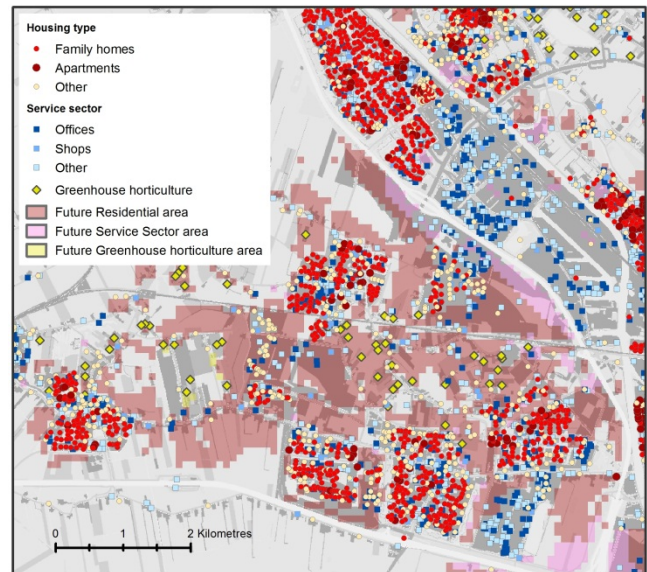 Housing type
Family homes
Apartments
Other
Service sector
Offices
Shops
Other
Greenhouse horticulture
Future Residential area
Future Service Sector area
Future Greenhouse horticulture area
0 1 2 Kilometres